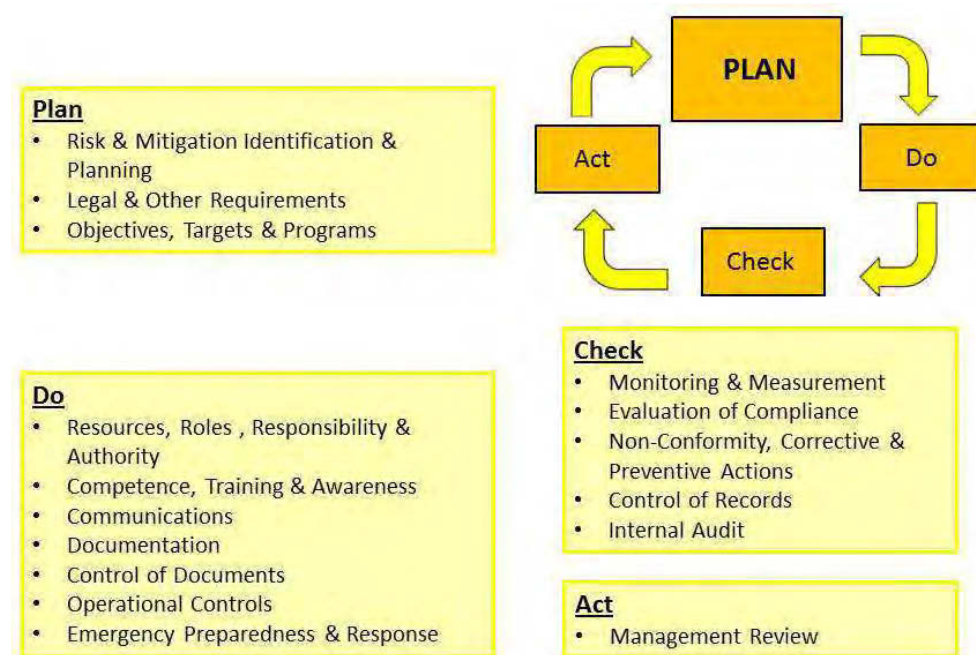 PLAN
Act
Do
Check
Plan
• Risk & Mitigation Identification &
Planning
• Legal & Other Requirements
• Objectives, Targets & Programs
Do
• Resources, Roles , Responsibility &
Authority
• Competence, Training & Awareness
• Communications
• Documentation
• Control of Documents
• Operational Controls
• Emergency Preparedness & Response
Check
• Monitoring & Measurement
• Evaluation of Compliance
• Non-Conformity, Corrective &
Preventive Actions
• Control of Records
• Internal Audit
Act
• Management Review